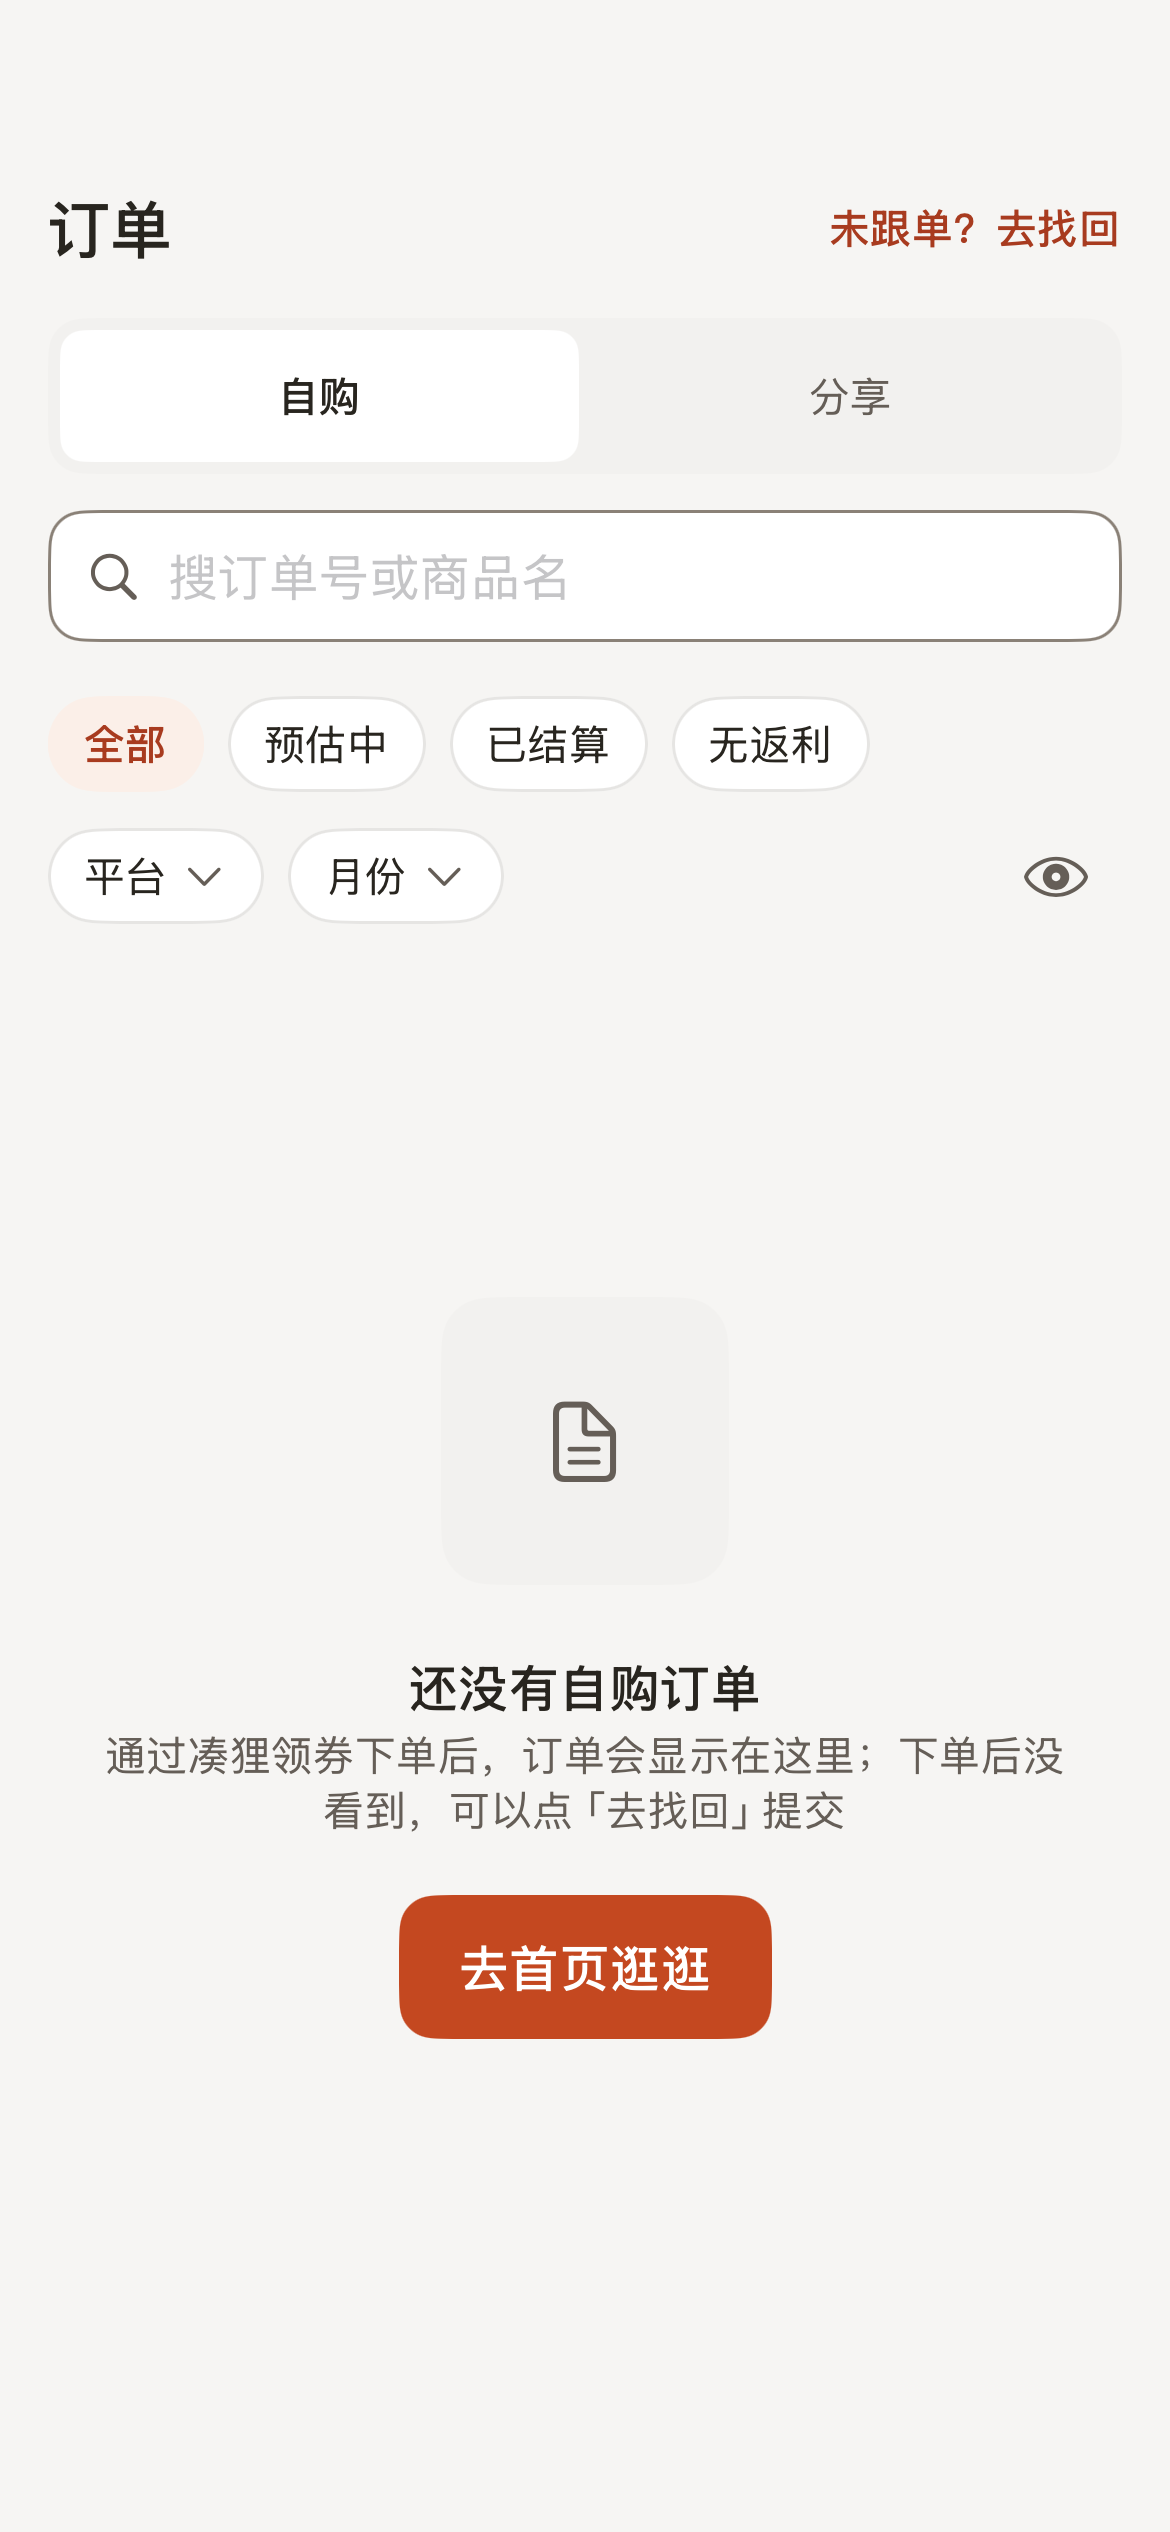 订单
未跟单？去找回
自购
分享
搜订单号或商品名
全部
预估中
已结算
无返利
平台
月份
还没有自购订单
通过凑狸领券下单后，订单会显示在这里；下单后没
看到，可以点「去找回」提交
去首页逛逛